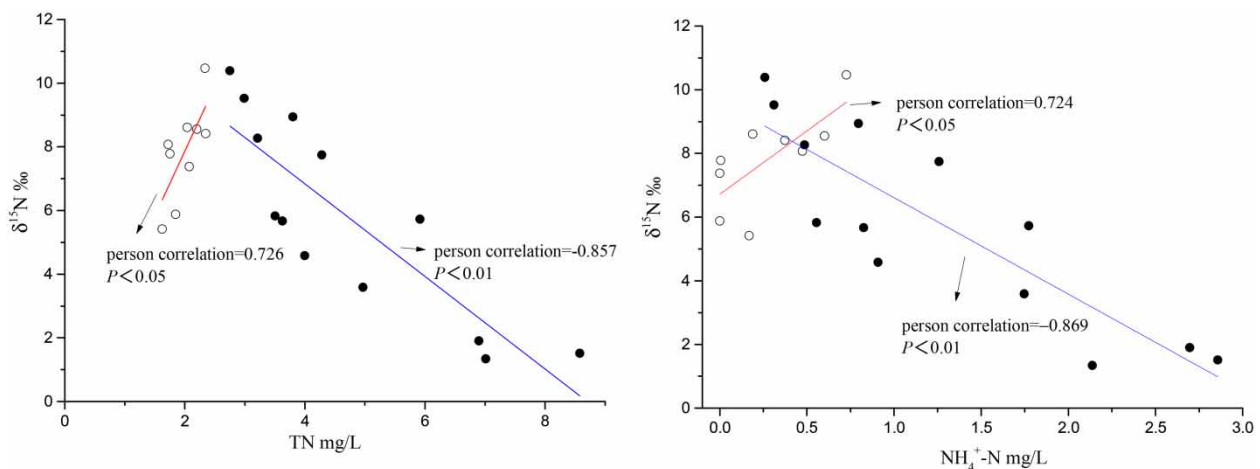 12
10
8
6
4
2
0
δ¹⁵N ‰
0
2
4
6
8
TN mg/L
person correlation=0.726
P<0.05
person correlation=-0.857
P<0.01
12
10
8
6
4
2
0
δ¹⁵N ‰
0.0
0.5
1.0
1.5
2.0
2.5
3.0
NH₄⁺-N mg/L
person correlation=0.724
P<0.05
person correlation=−0.869
P<0.01